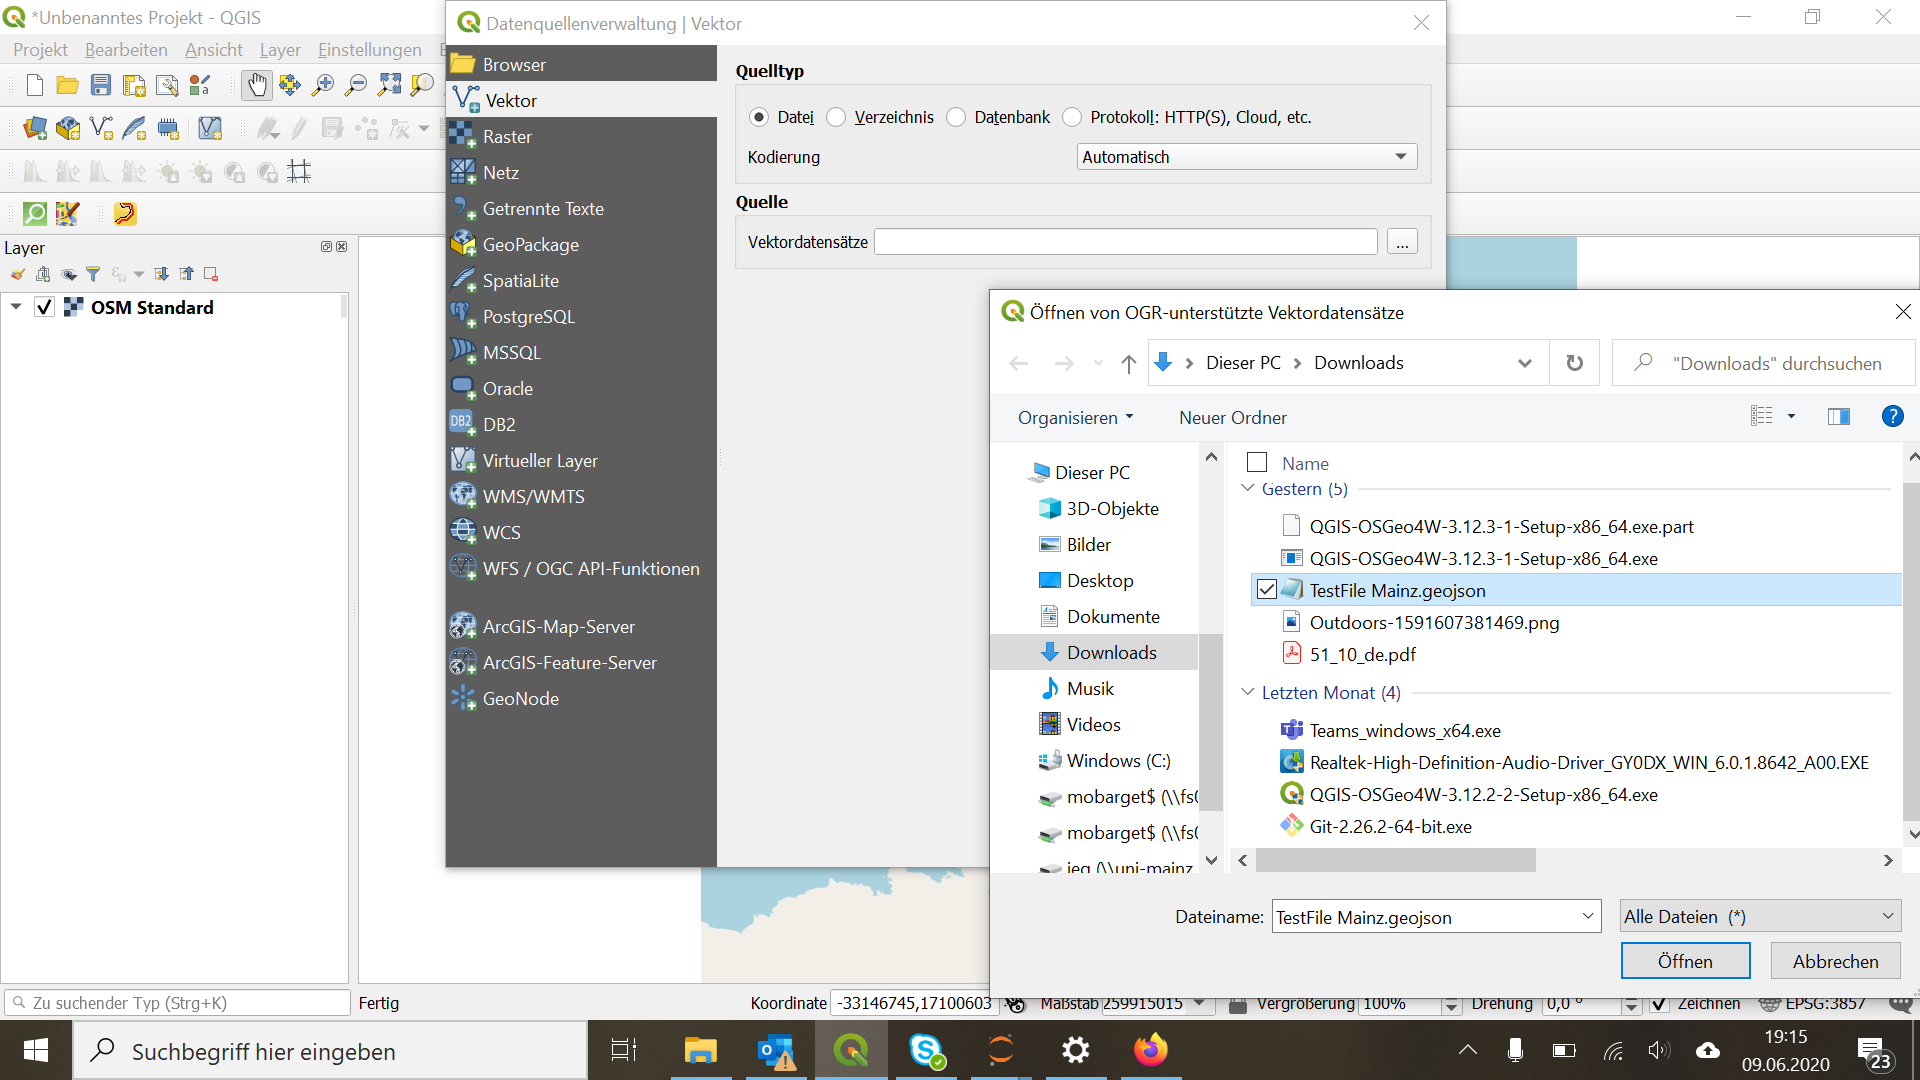 *Unbenanntes Projekt - QGIS
Projekt Bearbeiten Ansicht Layer Einstellungen
Layer
OSM Standard
Datenquellenverwaltung | Vektor
Browser
Vektor
Raster
Netz
Getrennte Texte
GeoPackage
SpatiaLite
PostgreSQL
MSSQL
Oracle
DB2
DB2
Virtueller Layer
WMS/WMTS
WCS
WFS / OGC API-Funktionen
ArcGIS-Map-Server
ArcGIS-Feature-Server
GeoNode
Quelltyp
Datei Verzeichnis Datenbank Protokoll: HTTP(S), Cloud, etc.
Kodierung Automatisch
Quelle
Vektordatensätze ...
Öffnen von OGR-unterstützte Vektordatensätze
Dieser PC Downloads "Downloads" durchsuchen
Organisieren Neuer Ordner
Dieser PC
3D-Objekte
Bilder
Desktop
Dokumente
Downloads
Musik
Videos
Windows (C:)
mobarget$ (\\fs0
mobarget$ (\\fs0
jeg (\\uni-mainz
Name
Gestern (5)
QGIS-OSGeo4W-3.12.3-1-Setup-x86_64.exe.part
QGIS-OSGeo4W-3.12.3-1-Setup-x86_64.exe
TestFile Mainz.geojson
Outdoors-1591607381469.png
51_10_de.pdf
Letzten Monat (4)
Teams_windows_x64.exe
Realtek-High-Definition-Audio-Driver_GY0DX_WIN_6.0.1.8642_A00.EXE
QGIS-OSGeo4W-3.12.2-2-Setup-x86_64.exe
Git-2.26.2-64-bit.exe
Dateiname: TestFile Mainz.geojson Alle Dateien (*)
Öffnen Abbrechen
Zu suchender Typ (Strg+K) Fertig Koordinate -33146745,17100603 Maßstab 259915015 Vergrößerung 100% Drehung 0,0 ° Zeichnen EPSG:3857
Suchbegriff hier eingeben
19:15
09.06.2020
23